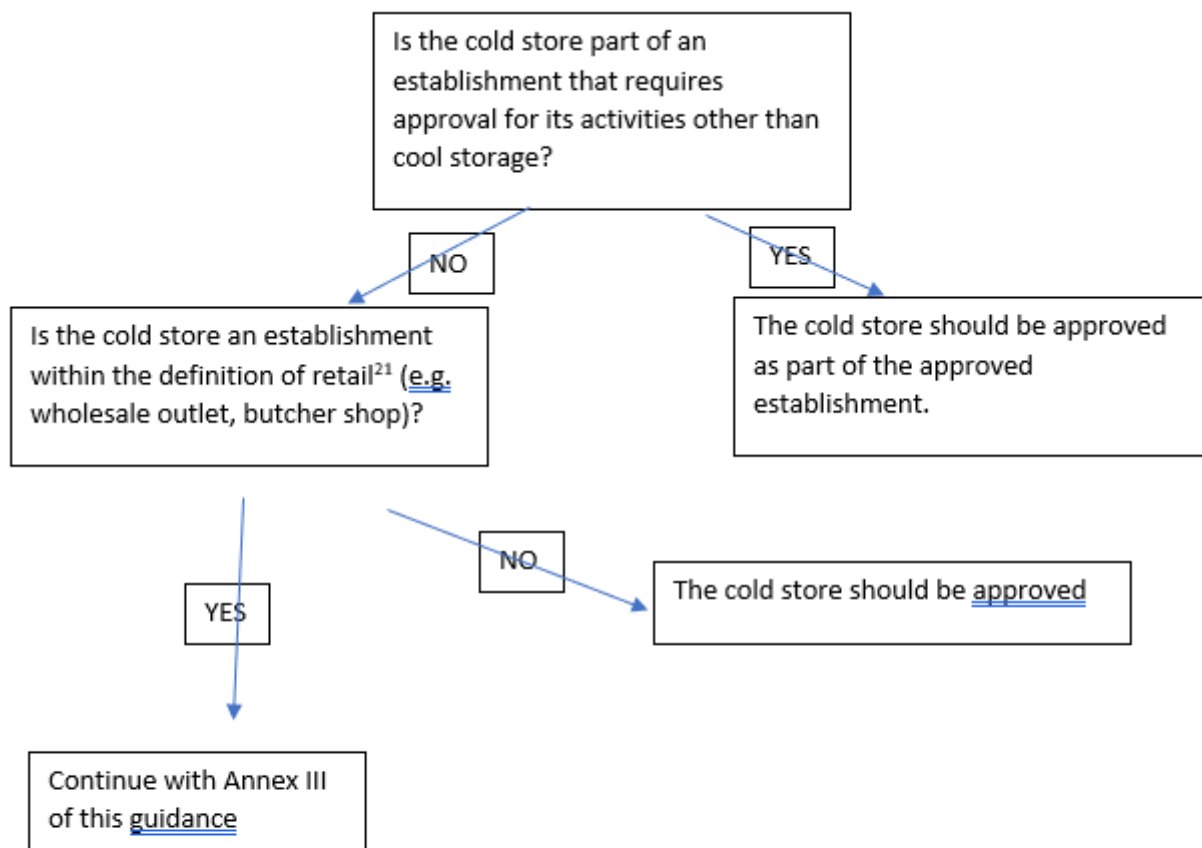 Is the cold store part of an
establishment that requires
approval for its activities other than
cool storage?
NO
YES
Is the cold store an establishment
within the definition of retail²¹ (e.g.
wholesale outlet, butcher shop)?
The cold store should be approved
as part of the approved
establishment.
NO
The cold store should be approved
YES
Continue with Annex III
of this guidance